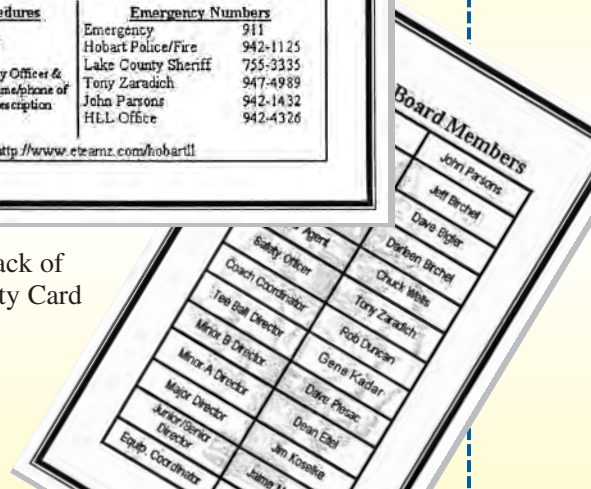 edures
Emergency Numbers
Emergency 911
Hobart Police/Fire 942-1125
Lake County Sheriff 755-3335
y Officer &
Tony Zaradich 947-4989
me/phone of
John Parsons 942-1432
escription
HLL Office 942-4326
http://www.eteamz.com/hobartll
ack of
ty Card
Board Members
John Parsons
Jeff Birchel
Dave Bigler
Darleen Birchel
Agent Chuck Wells
Safety Officer Tony Zaradich
Coach Coordinator Rob Duncan
Tee Ball Director Gene Kadar
Minor B Director Dave Plesac
Minor A Director Dean Eitel
Major Director Jim Koselke
Junior/Senior
Director Jaime
Equip. Coordinator